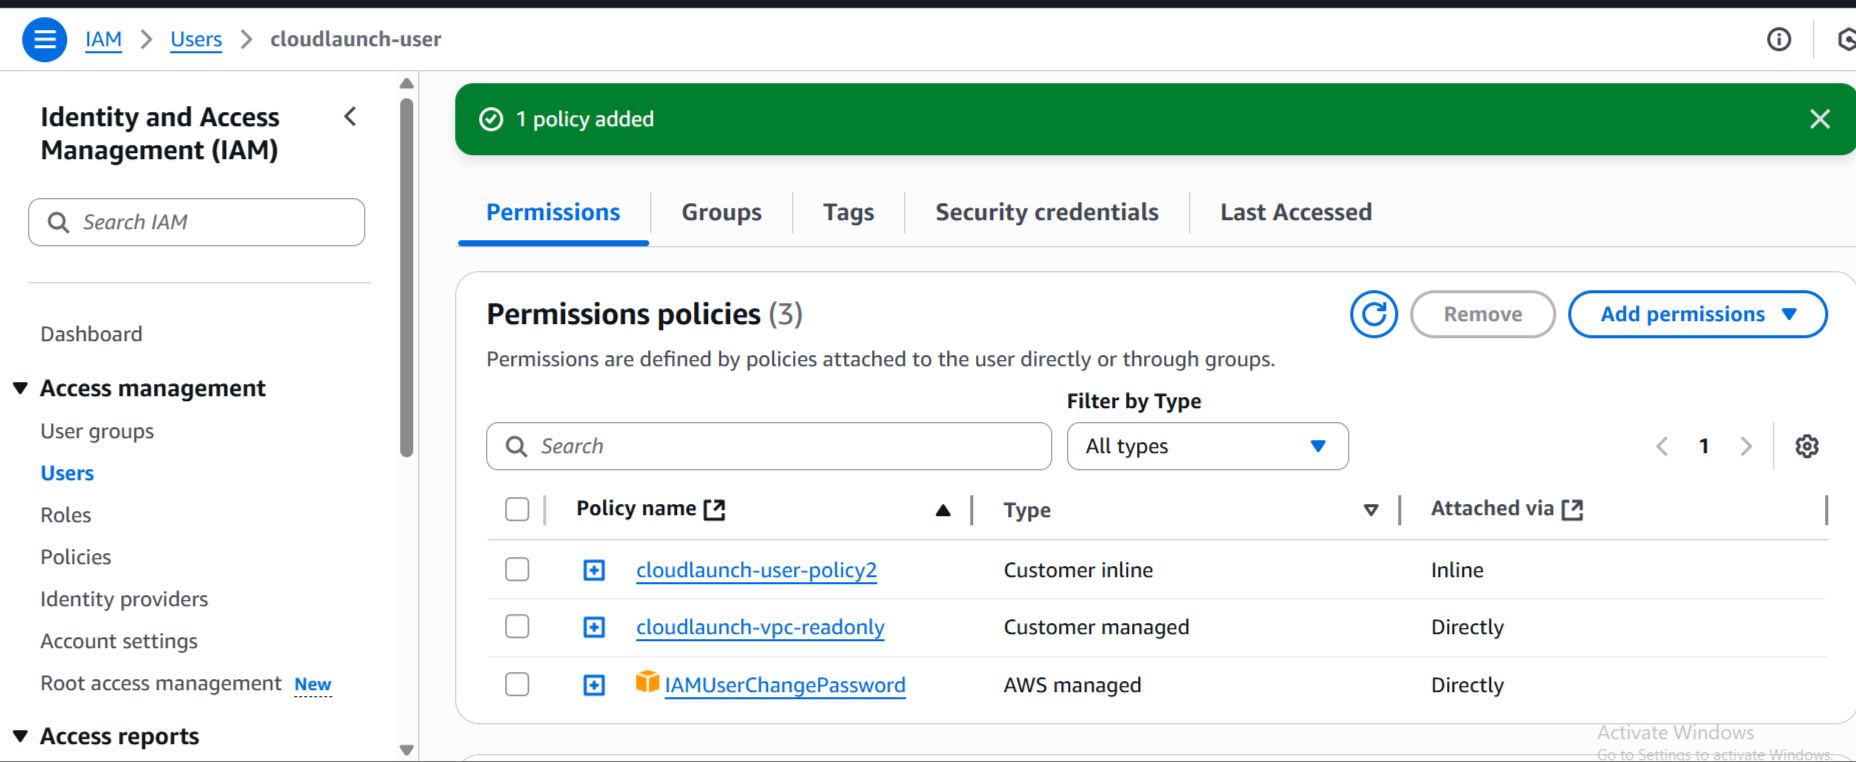 IAM > Users > cloudlaunch-user
Identity and Access
Management (IAM)
Search IAM
Dashboard
Access management
User groups
Users
Roles
Policies
Identity providers
Account settings
Root access management New
Access reports
1 policy added
Permissions
Groups
Tags
Security credentials
Last Accessed
Permissions policies (3)
Remove
Add permissions
Permissions are defined by policies attached to the user directly or through groups.
Filter by Type
Search
All types
1
Policy name
Type
Attached via
cloudlaunch-user-policy2
Customer inline
Inline
cloudlaunch-vpc-readonly
Customer managed
Directly
IAMUserChangePassword
AWS managed
Directly
Activate Windows
Go to Settings to activate Windows.